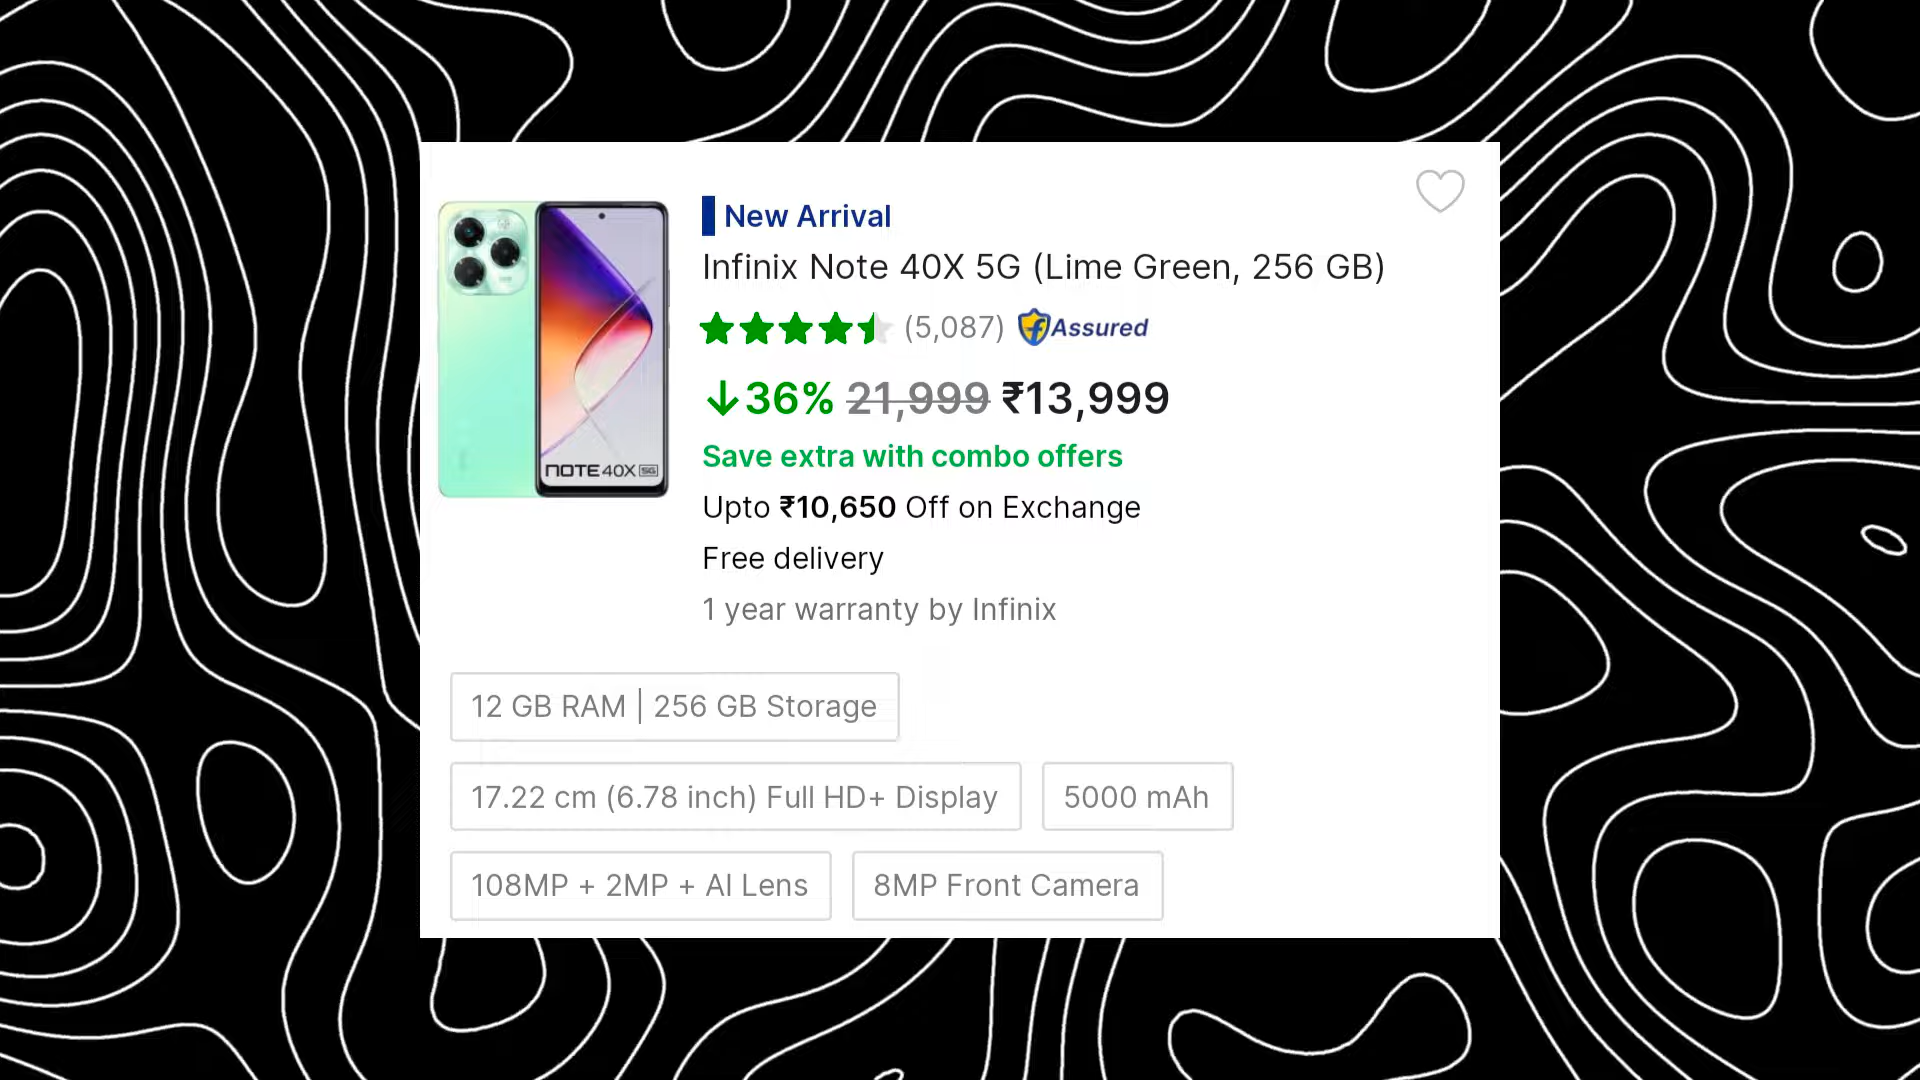 New Arrival
Infinix Note 40X 5G (Lime Green, 256 GB)
(5,087) f Assured
↓36% 21,999 ₹13,999
Save extra with combo offers
Upto ₹10,650 Off on Exchange
Free delivery
1 year warranty by Infinix
NOTE 40X 5G
12 GB RAM | 256 GB Storage
17.22 cm (6.78 inch) Full HD+ Display
5000 mAh
108MP + 2MP + AI Lens
8MP Front Camera